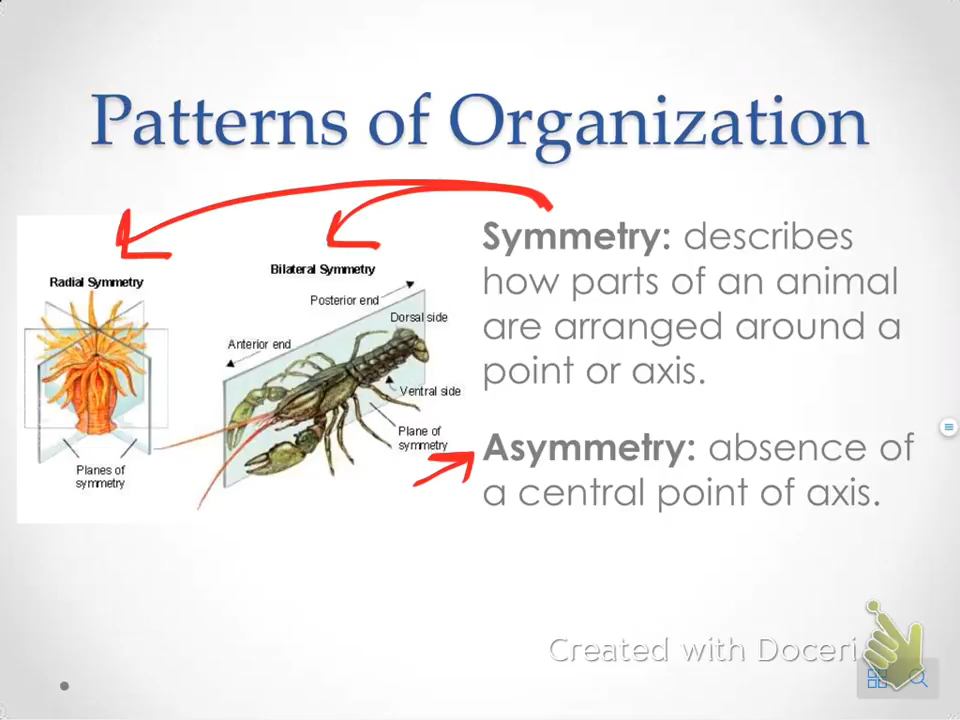 Patterns of Organization
Radial Symmetry
Planes of
symmetry
Bilateral Symmetry
Posterior end
Dorsal side
Anterior end
Ventral side
Plane of
symmetry
Symmetry: describes
how parts of an animal
are arranged around a
point or axis.
Asymmetry: absence of
a central point of axis.
Created with Doceri